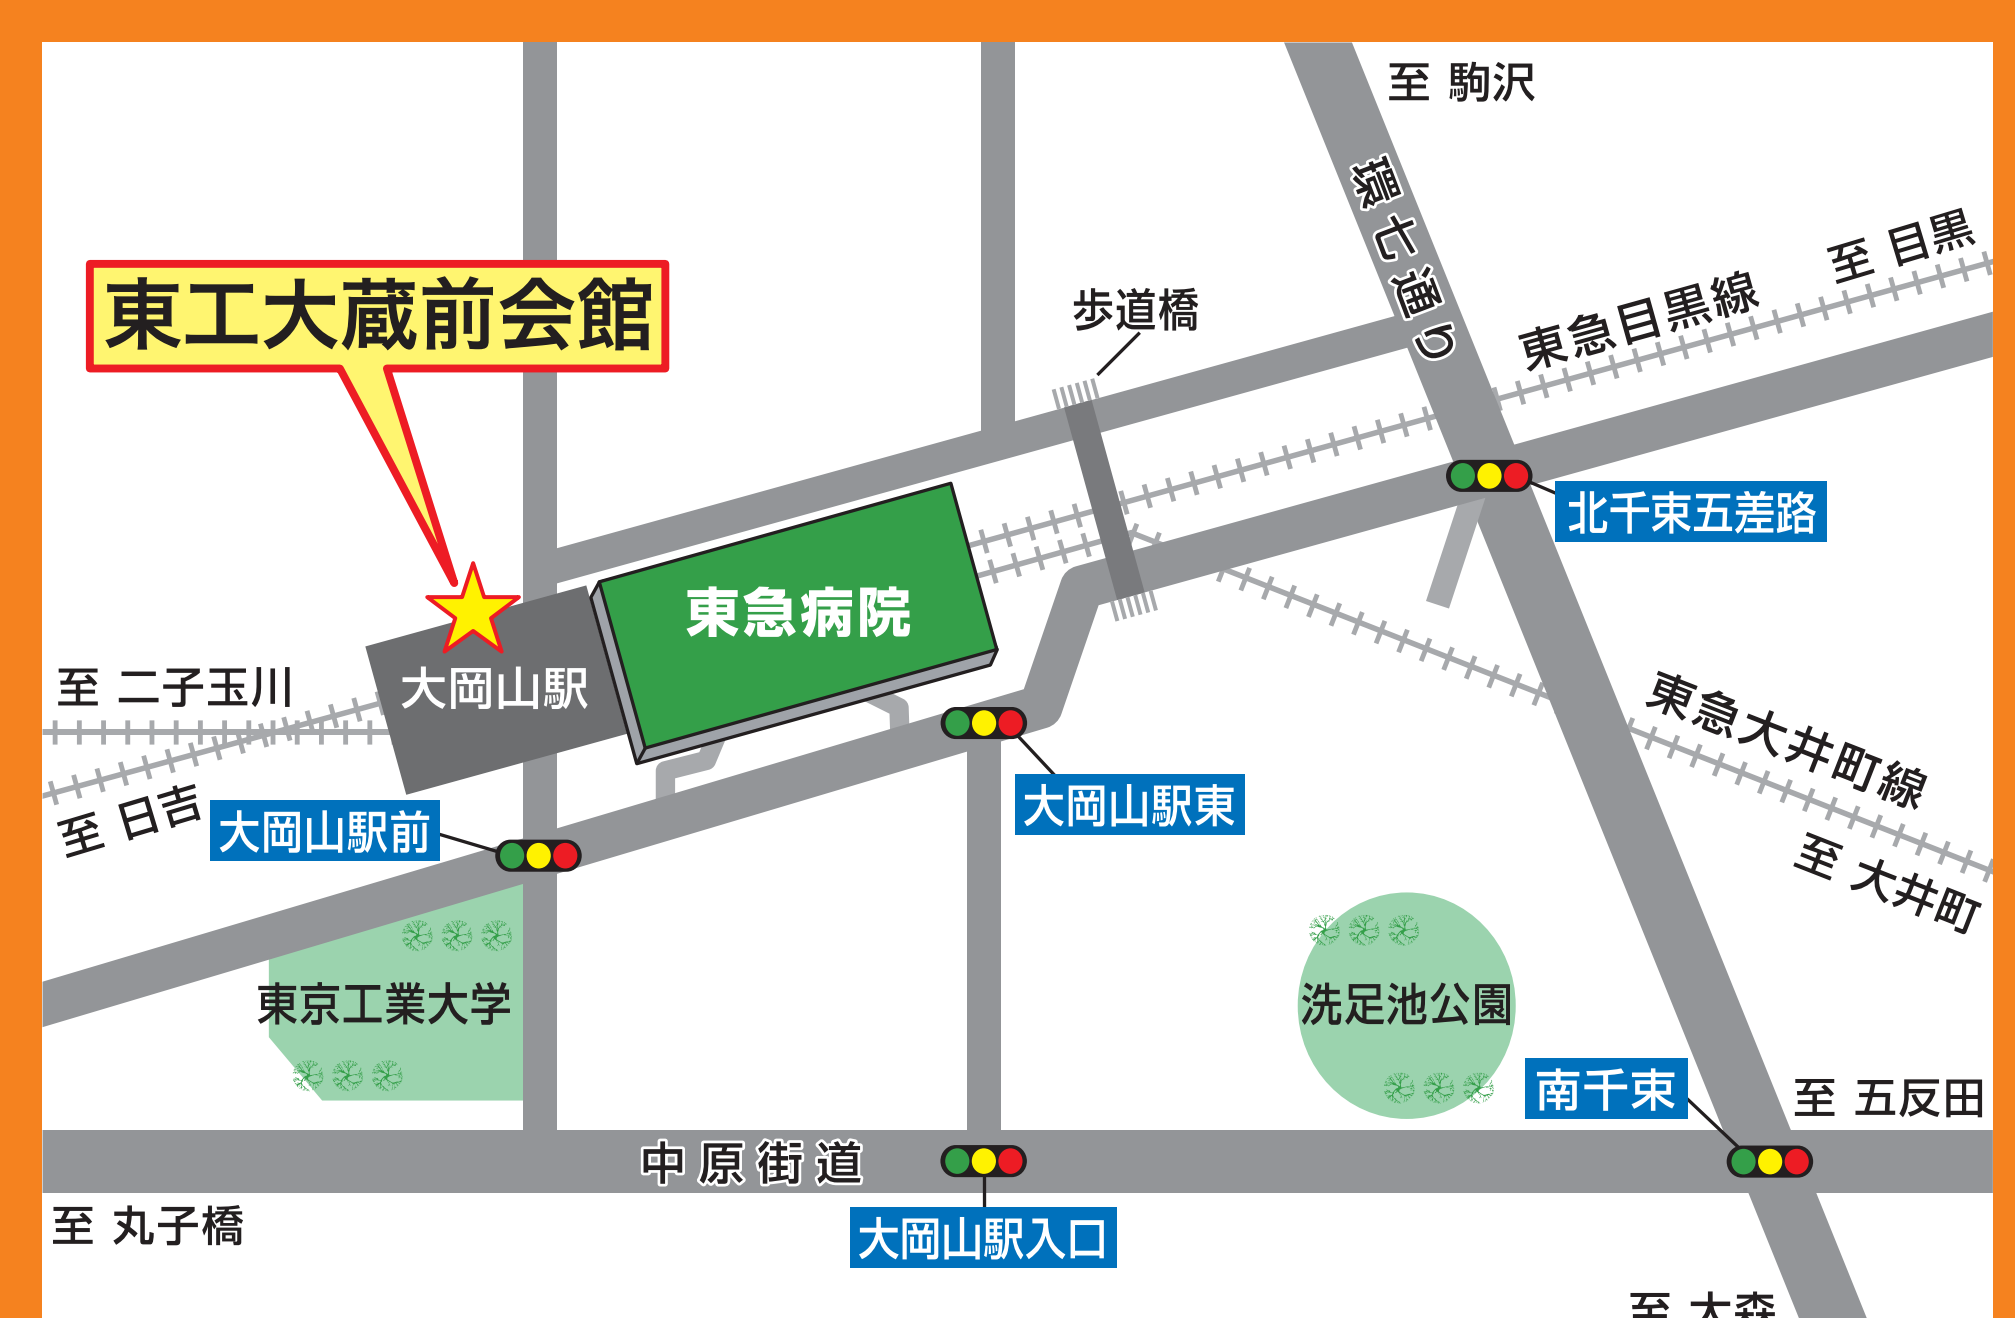 至 駒沢
環七通り
至 目黒
東急目黒線
東工大蔵前会館
歩道橋
北千束五差路
東急病院
大岡山駅
至 二子玉川
至 日吉
大岡山駅前
大岡山駅東
東急大井町線
至 大井町
東京工業大学
洗足池公園
南千束
至 五反田
中原街道
至 丸子橋
大岡山駅入口
至 大森